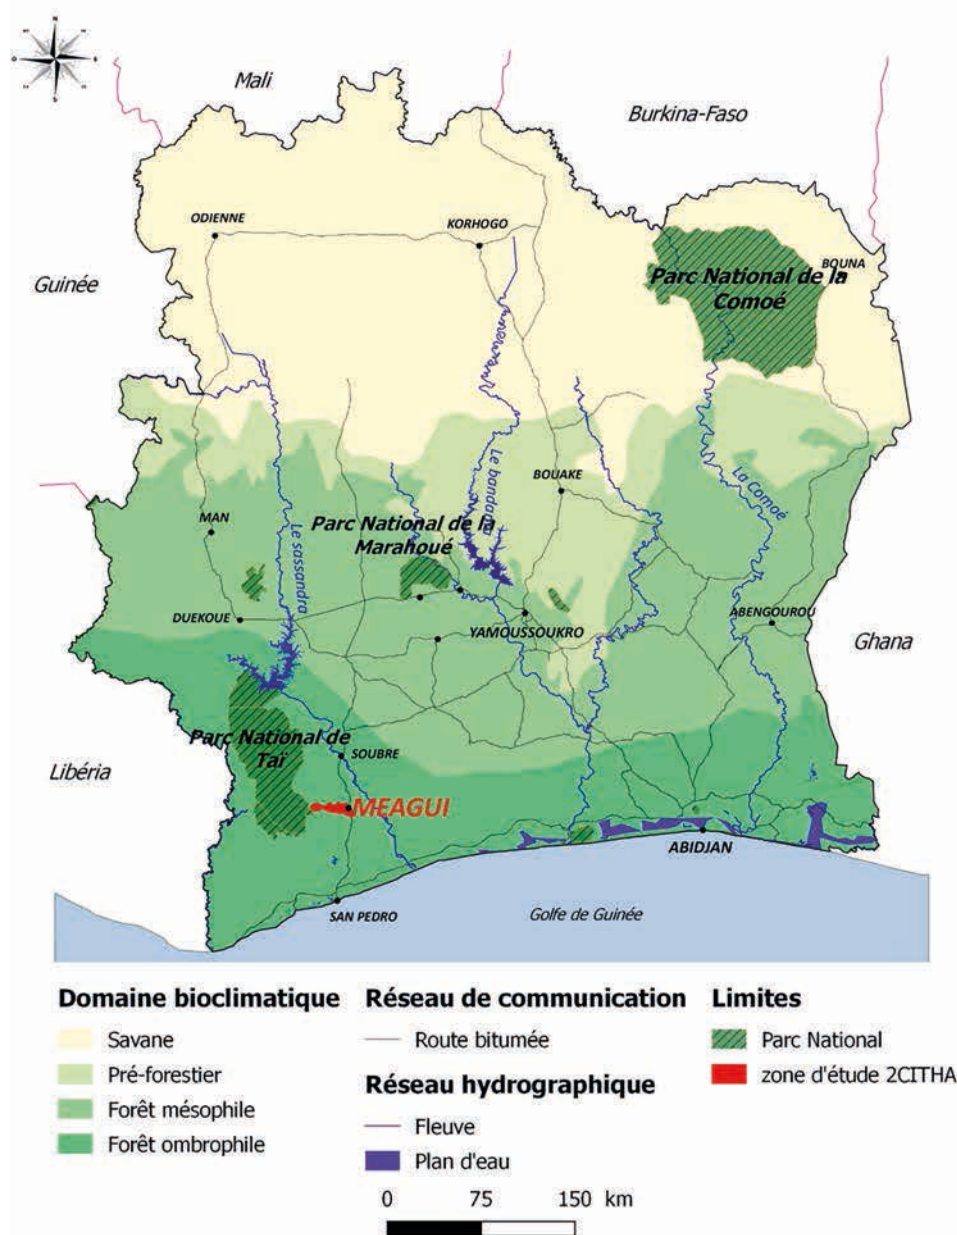 N
Mali
Burkina-Faso
ODIENNE
KORHOGO
Guinée
BOUNA
Parc National de la
Comoé
BOUAKE
Le bandama
La Comoé
MAN
Parc National de la
Marahoué
Le sassandra
DUEKOUE
YAMOUSSOUKRO
ABENGOUROU
Ghana
Parc National de
Taï
SOUBRE
Libéria
MEAGUI
ABIDJAN
SAN PEDRO
Golfe de Guinée
Domaine bioclimatique
Savane
Pré-forestier
Forêt mésophile
Forêt ombrophile
Réseau de communication
Route bitumée
Réseau hydrographique
Fleuve
Plan d'eau
Limites
Parc National
zone d'étude 2CITHA
0 75 150 km